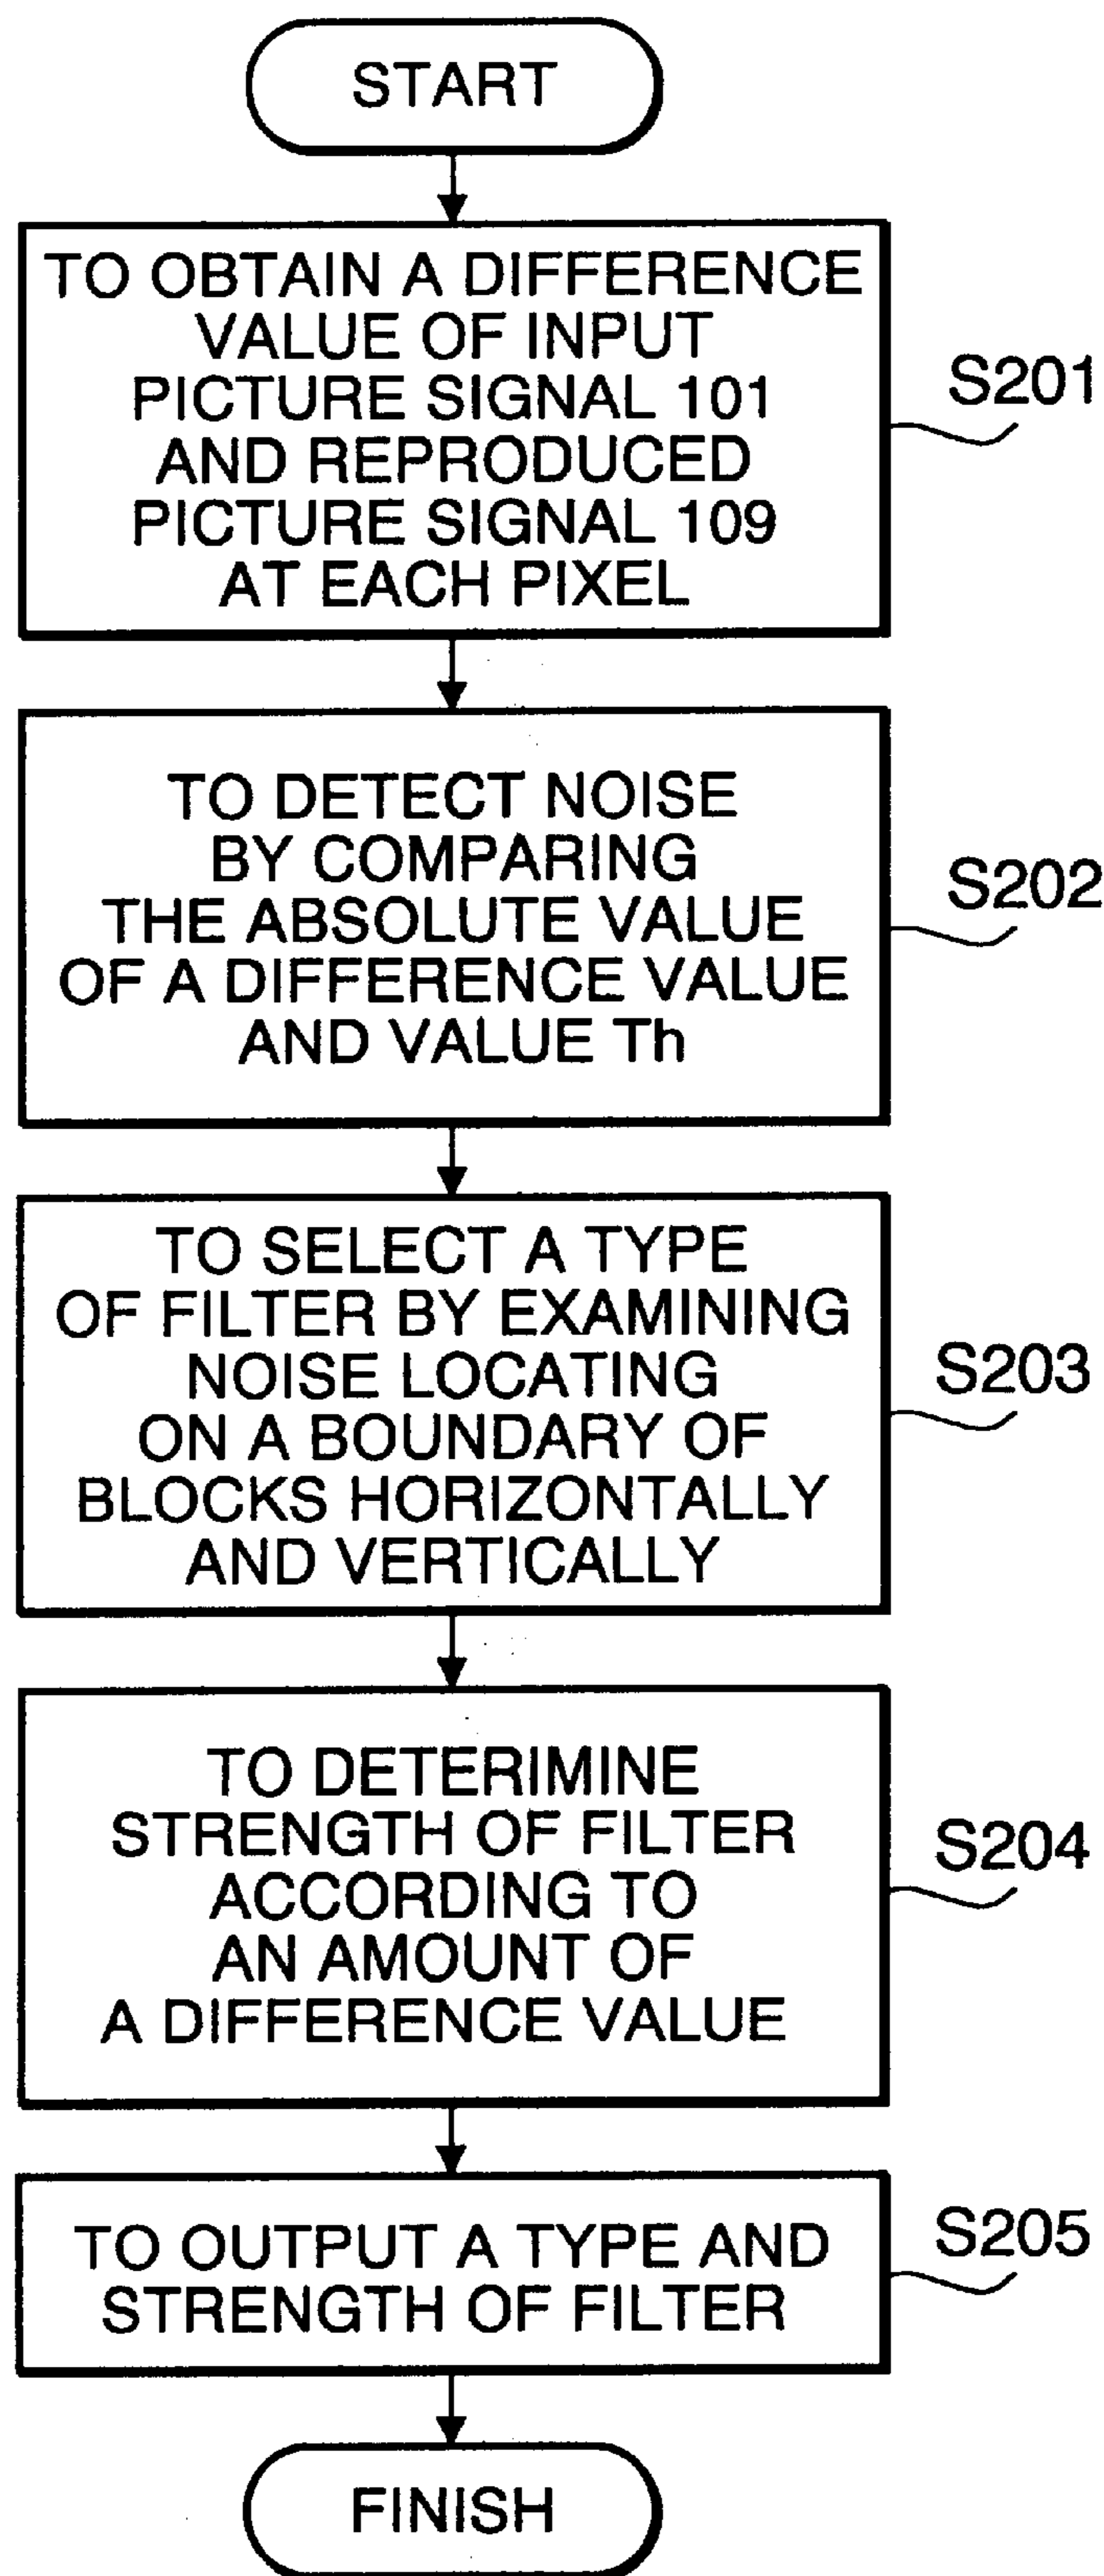 START
TO OBTAIN A DIFFERENCE
VALUE OF INPUT
PICTURE SIGNAL 101
AND REPRODUCED
PICTURE SIGNAL 109
AT EACH PIXEL
S201
TO DETECT NOISE
BY COMPARING
THE ABSOLUTE VALUE
OF A DIFFERENCE VALUE
AND VALUE Th
S202
TO SELECT A TYPE
OF FILTER BY EXAMINING
NOISE LOCATING
ON A BOUNDARY OF
BLOCKS HORIZONTALLY
AND VERTICALLY
S203
TO DETERIMINE
STRENGTH OF FILTER
ACCORDING TO
AN AMOUNT OF
A DIFFERENCE VALUE
S204
TO OUTPUT A TYPE AND
STRENGTH OF FILTER
S205
FINISH